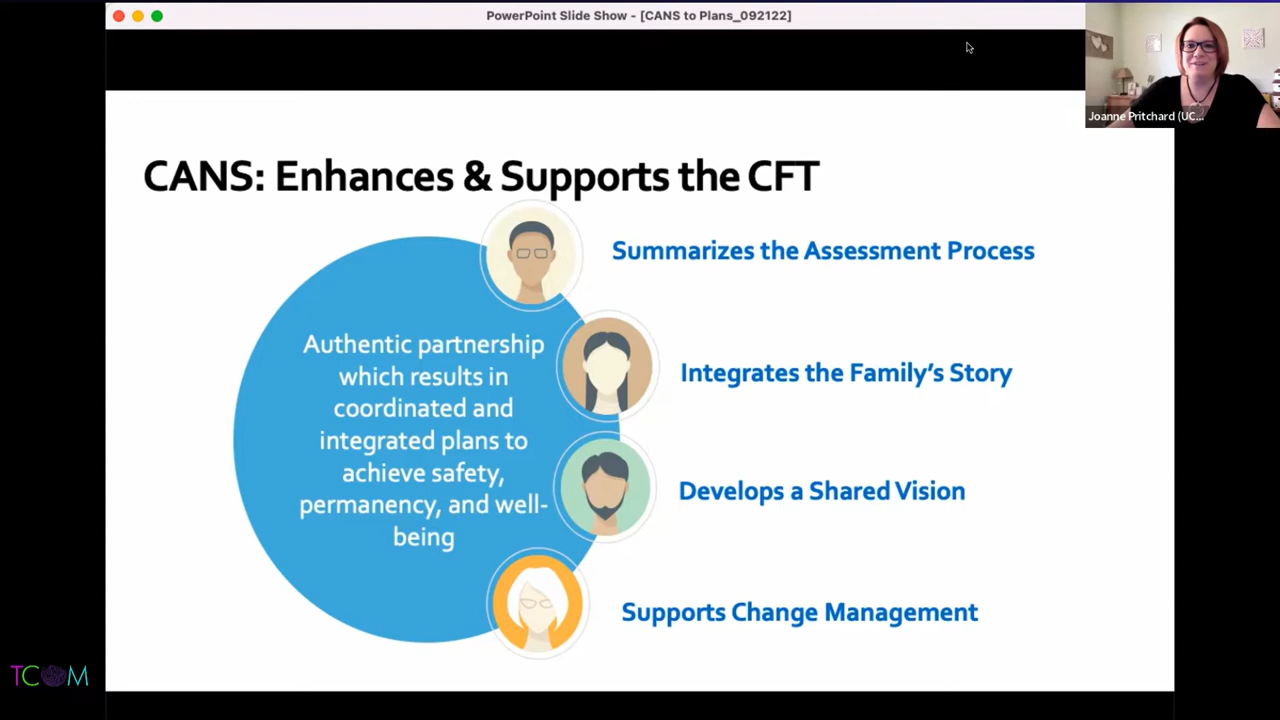 PowerPoint Slide Show - [CANS to Plans_092122]
Joanne Pritchard (UC...
CANS: Enhances & Supports the CFT
Summarizes the Assessment Process
Authentic partnership
which results in
coordinated and
integrated plans to
achieve safety,
permanency, and well-
being
Integrates the Family's Story
Develops a Shared Vision
Supports Change Management
TCOM